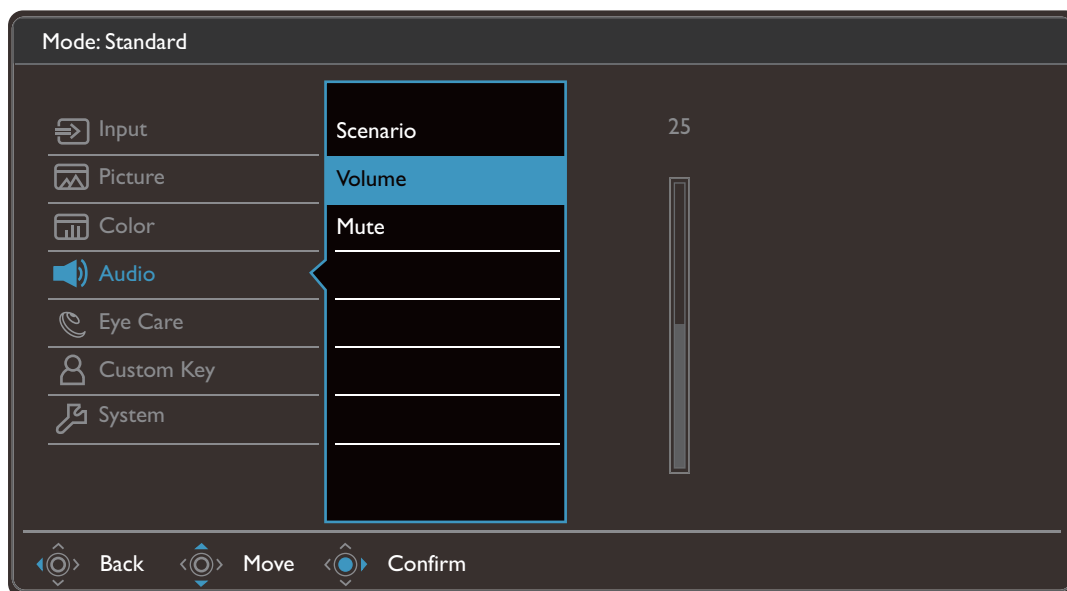 Mode: Standard
Input
Picture
Color
Audio
Eye Care
Custom Key
System
Scenario
Volume
Mute
25
Back Move Confirm